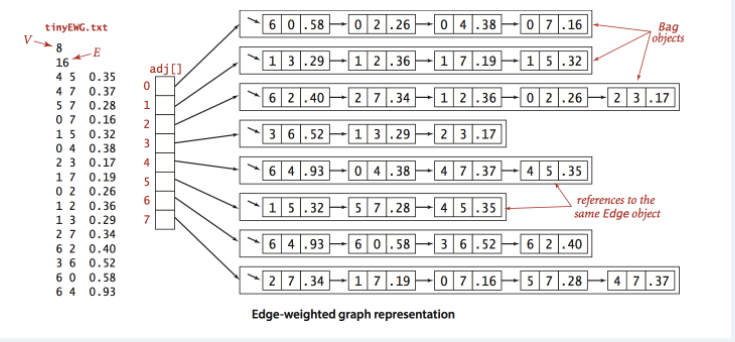 tinyEWG.txt
V
8
16
E
4 5 0.35
4 7 0.37
5 7 0.28
0 7 0.16
1 5 0.32
0 4 0.38
2 3 0.17
1 7 0.19
0 2 0.26
1 2 0.36
1 3 0.29
2 7 0.34
6 2 0.40
3 6 0.52
6 0 0.58
6 4 0.93
adj[]
0
1
2
3
4
5
6
7
6 0 .58 0 2 .26 0 4 .38 0 7 .16
1 3 .29 1 2 .36 1 7 .19 1 5 .32
6 2 .40 2 7 .34 1 2 .36 0 2 .26 2 3 .17
3 6 .52 1 3 .29 2 3 .17
6 4 .93 0 4 .38 4 7 .37 4 5 .35
1 5 .32 5 7 .28 4 5 .35
6 4 .93 6 0 .58 3 6 .52 6 2 .40
2 7 .34 1 7 .19 0 7 .16 5 7 .28 4 7 .37
Bag
objects
references to the
same Edge object
Edge-weighted graph representation